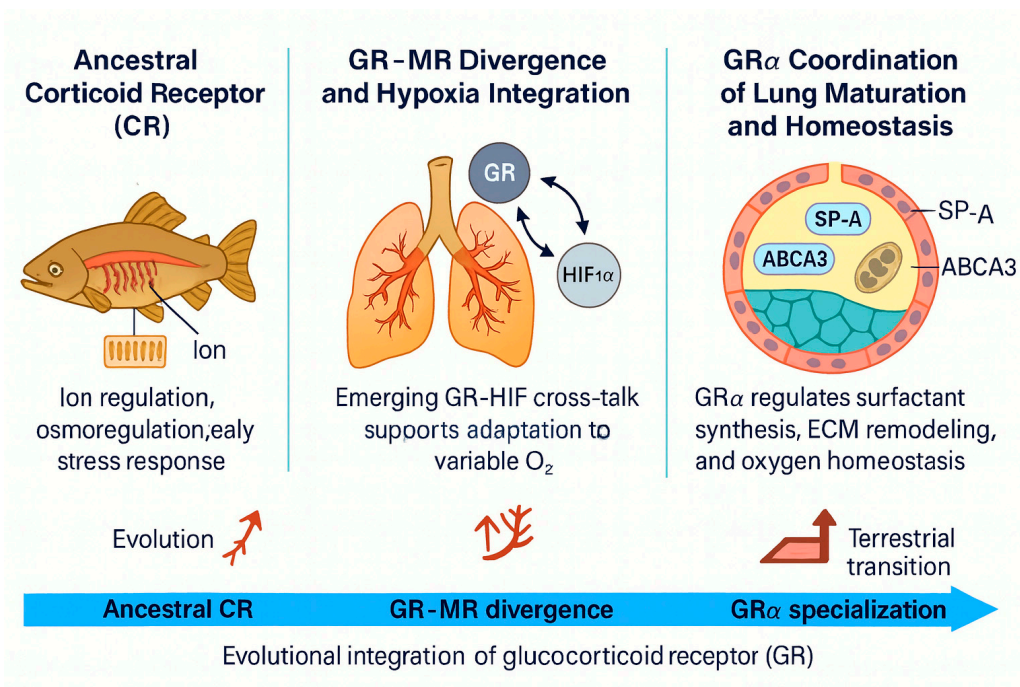 Ancestral
Corticoid Receptor
(CR)
Ion
Ion regulation,
osmoregulation,ealy
stress response
GR-MR Divergence
and Hypoxia Integration
GR
HIF1α
Emerging GR-HIF cross-talk
supports adaptation to
variable O₂
GRα Coordination
of Lung Maturation
and Homeostasis
SP-A
SP-A
ABCA3
ABCA3
GRα regulates surfactant
synthesis, ECM remodeling,
and oxygen homeostasis
Evolution
Terrestrial
transition
Ancestral CR
GR-MR divergence
GRα specialization
Evolutional integration of glucocorticoid receptor (GR)